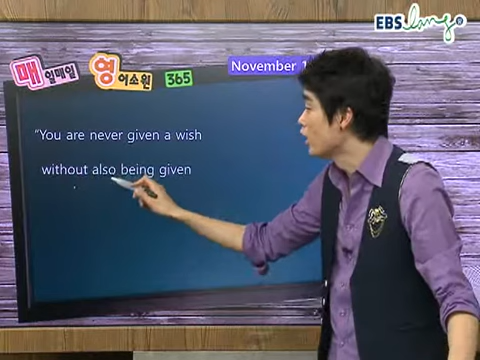 EBSlang
매일매일 영어소원 365
November 1
"You are never given a wish
without also being given